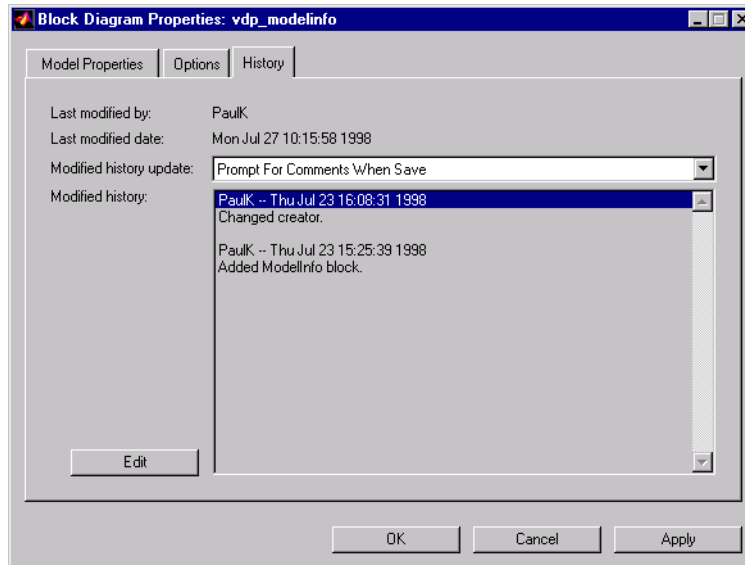 Block Diagram Properties: vdp_modelinfo
Model Properties Options History
Last modified by: PaulK
Last modified date: Mon Jul 27 10:15:58 1998
Modified history update: Prompt For Comments When Save
Modified history: PaulK -- Thu Jul 23 16:08:31 1998
Changed creator.
PaulK -- Thu Jul 23 15:25:39 1998
Added ModelInfo block.
Edit
OK Cancel Apply